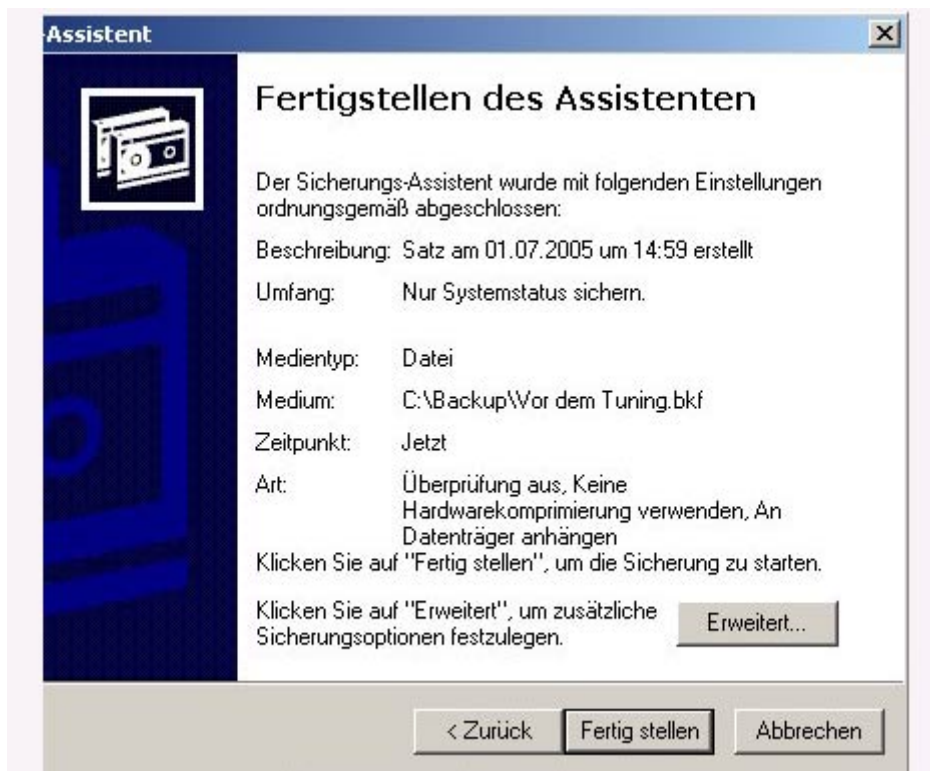 -Assistent
Fertigstellen des Assistenten
Der Sicherungs-Assistent wurde mit folgenden Einstellungen
ordnungsgemäß abgeschlossen:
Beschreibung: Satz am 01.07.2005 um 14:59 erstellt
Umfang: Nur Systemstatus sichern.
Medientyp: Datei
Medium: C:\Backup\Vor dem Tuning.bkf
Zeitpunkt: Jetzt
Art: Überprüfung aus, Keine
Hardwarekomprimierung verwenden, An
Datenträger anhängen
Klicken Sie auf "Fertig stellen", um die Sicherung zu starten.
Klicken Sie auf "Erweitert", um zusätzliche
Sicherungsoptionen festzulegen.
Erweitert...
< Zurück Fertig stellen Abbrechen